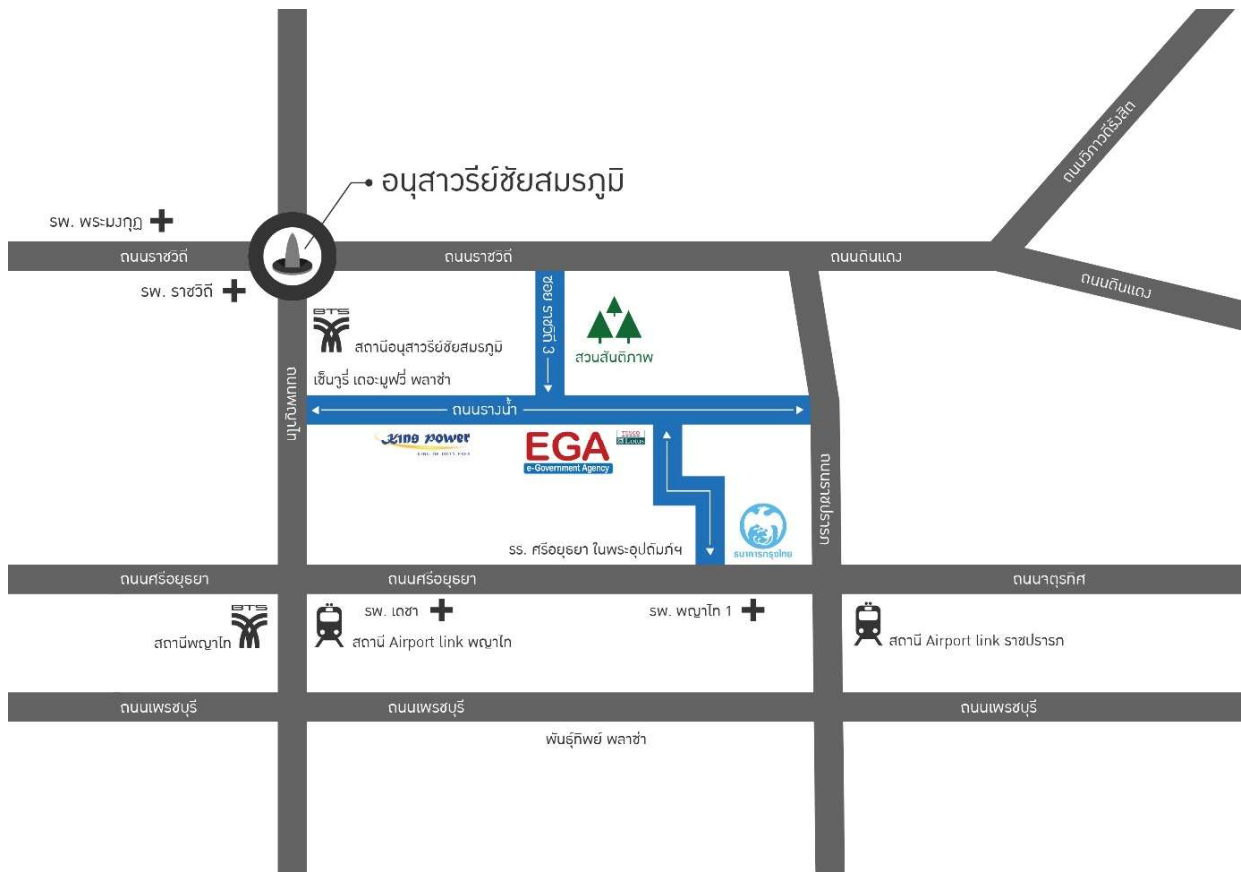 อนุสาวรีย์ชัยสมรภูมิ
ถนนวิภาวดีรังสิต
รพ. พระมงกุฎ
ถนนราชวิถี
ถนนราชวิถี
ถนนดินแดง
ถนนดินแดง
รพ. ราชวิถี
ซอย ราชวิถี 3
BTS
สถานีอนุสาวรีย์ชัยสมรภูมิ
สวนสันติภาพ
เซ็นจูรี่ เดอะมูฟวี่ พลาซ่า
ถนนพญาไท
ถนนรางน้ำ
King Power
EGA
e-Government Agency
TESCO
Lotus
ถนนราชปรารภ
ธนาคารกรุงไทย
รร. ศรีอยุธยา ในพระอุปถัมภ์ฯ
ถนนศรีอยุธยา
ถนนศรีอยุธยา
ถนนจตุรทิศ
BTS
สถานีพญาไท
รพ. เดชา
รพ. พญาไท 1
สถานี Airport link พญาไท
สถานี Airport link ราชปรารภ
ถนนเพรชบุรี
ถนนเพรชบุรี
ถนนเพรชบุรี
พันธุ์ทิพย์ พลาซ่า